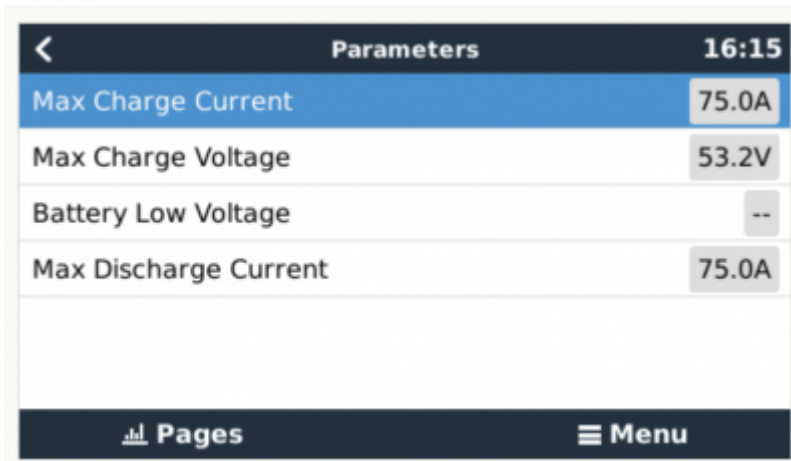 Parameters 16:15
Max Charge Current 75.0A
Max Charge Voltage 53.2V
Battery Low Voltage --
Max Discharge Current 75.0A
Pages Menu